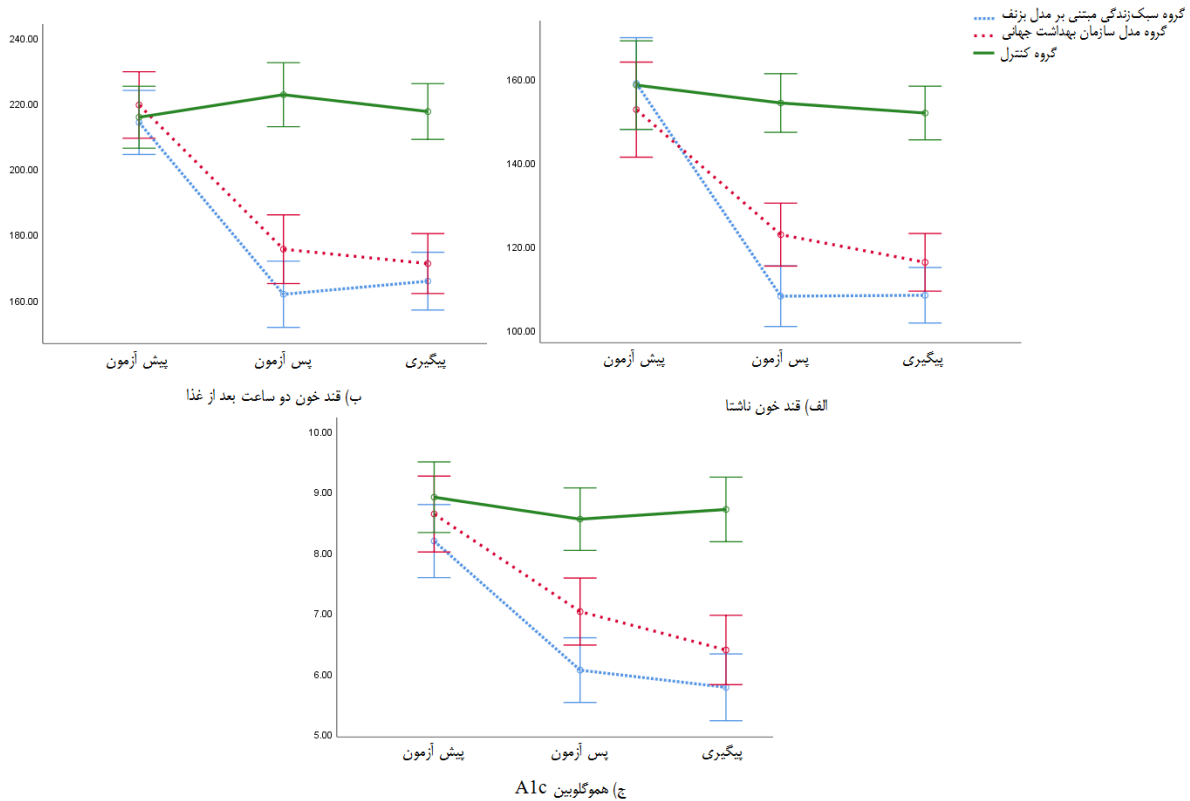 گروه سبک‌زندگی مبتنی بر مدل بزنف
گروه مدل سازمان بهداشت جهانی
گروه کنترل
160.00
140.00
120.00
100.00
پیش آزمون
پس آزمون
پیگیری
الف) قند خون ناشتا
240.00
220.00
200.00
180.00
160.00
پیش آزمون
پس آزمون
پیگیری
ب) قند خون دو ساعت بعد از غذا
10.00
9.00
8.00
7.00
6.00
5.00
پیش آزمون
پس آزمون
پیگیری
ج) هموگلوبین A1c